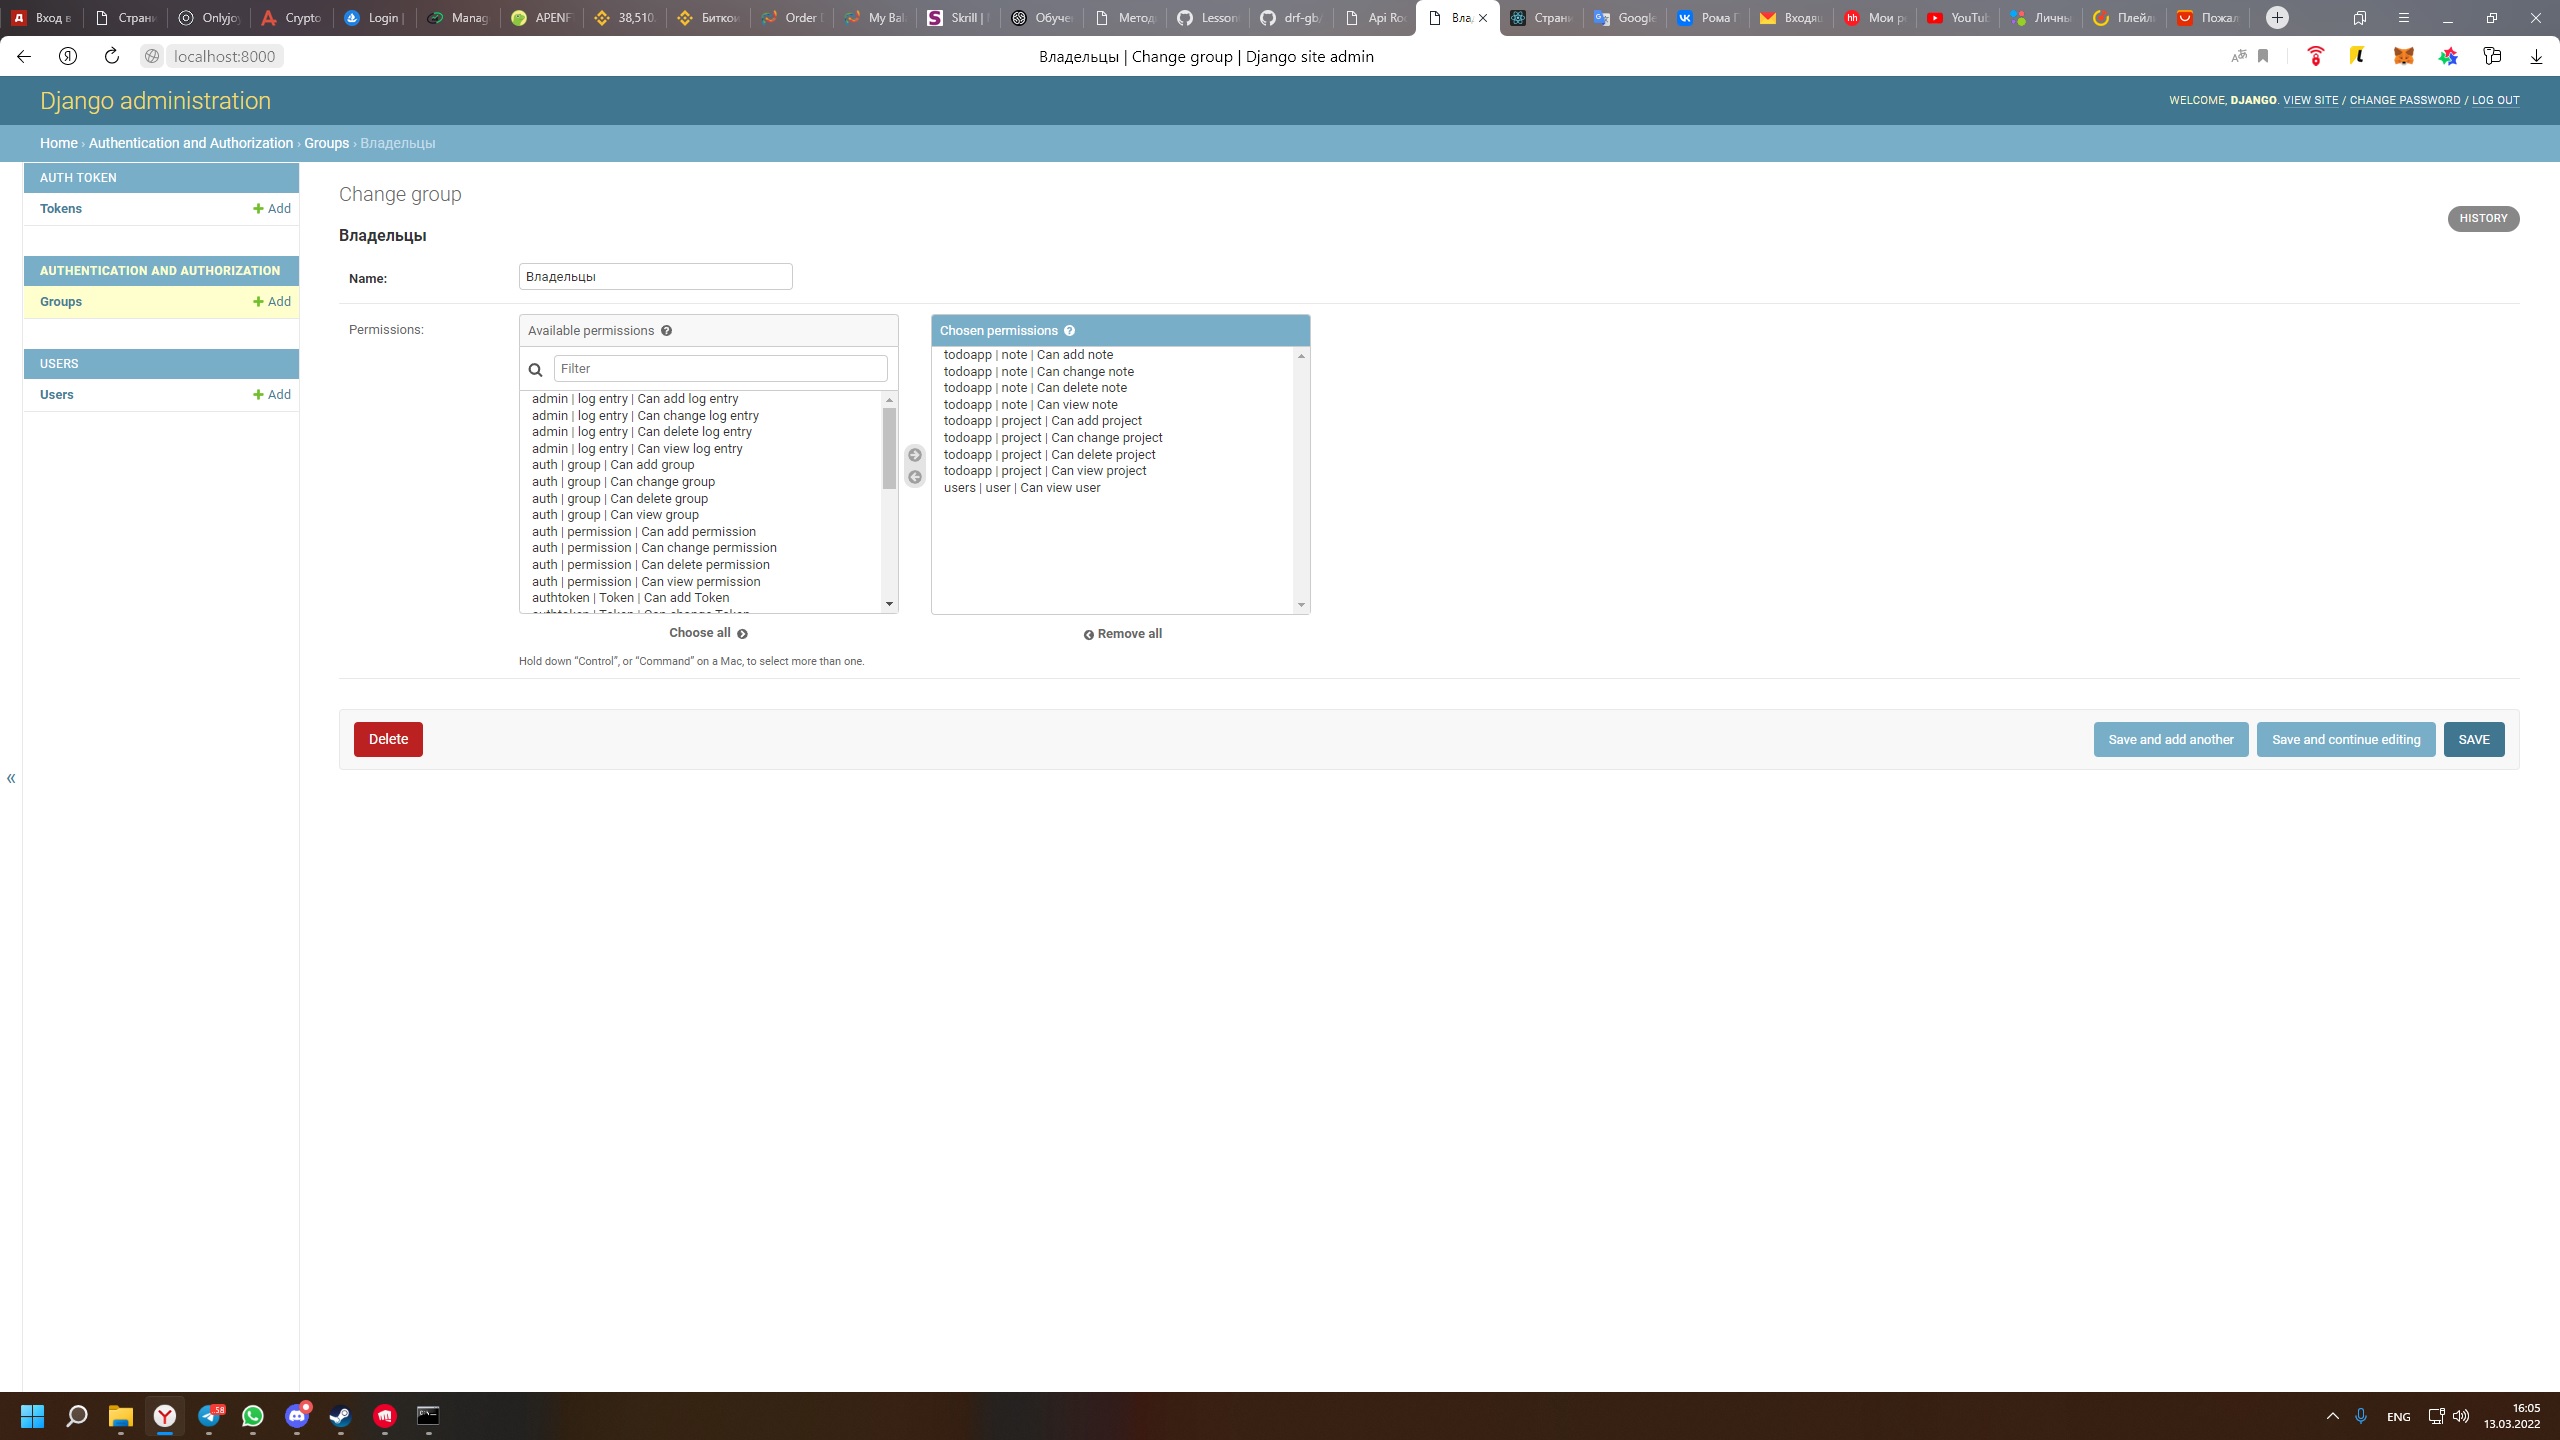 Вход в
Страни
Onlyjo
Crypto
Login |
Manag
APENF
38,510.
Биткои
Order
My Bal
Skrill |
Обуче
Метод
Lesson
drf-gb/
Api Ro
Вла
Страни
Google
Рома
Входящ
Мои р
YouTub
Личны
Плейл
Пожал
localhost:8000
Владельцы | Change group | Django site admin
Django administration
WELCOME, DJANGO. VIEW SITE / CHANGE PASSWORD / LOG OUT
Home › Authentication and Authorization › Groups › Владельцы
AUTH TOKEN
Tokens
Add
AUTHENTICATION AND AUTHORIZATION
Groups
Add
USERS
Users
Add
Change group
HISTORY
Владельцы
Name:
Владельцы
Permissions:
Available permissions
Filter
admin | log entry | Can add log entry
admin | log entry | Can change log entry
admin | log entry | Can delete log entry
admin | log entry | Can view log entry
auth | group | Can add group
auth | group | Can change group
auth | group | Can delete group
auth | group | Can view group
auth | permission | Can add permission
auth | permission | Can change permission
auth | permission | Can delete permission
auth | permission | Can view permission
authtoken | Token | Can add Token
authtoken | Token | Can change Token
Choose all
Chosen permissions
todoapp | note | Can add note
todoapp | note | Can change note
todoapp | note | Can delete note
todoapp | note | Can view note
todoapp | project | Can add project
todoapp | project | Can change project
todoapp | project | Can delete project
todoapp | project | Can view project
users | user | Can view user
Remove all
Hold down “Control”, or “Command” on a Mac, to select more than one.
Delete
Save and add another
Save and continue editing
SAVE
«
ENG
16:05
13.03.2022